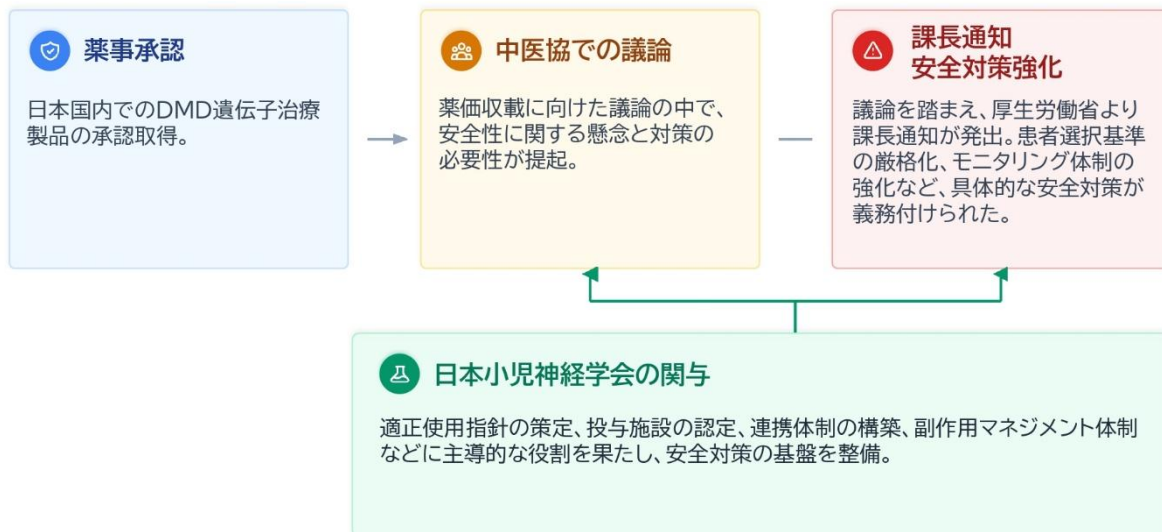 薬事承認
日本国内でのDMD遺伝子治療
製品の承認取得。
中医協での議論
薬価収載に向けた議論の中で、
安全性に関する懸念と対策の
必要性が提起。
課長通知
安全対策強化
議論を踏まえ、厚生労働省より
課長通知が発出。患者選択基準
の厳格化、モニタリング体制の
強化など、具体的な安全対策が
義務付けられた。
日本小児神経学会の関与
適正使用指針の策定、投与施設の認定、連携体制の構築、副作用マネジメント体制
などに主導的な役割を果たし、安全対策の基盤を整備。